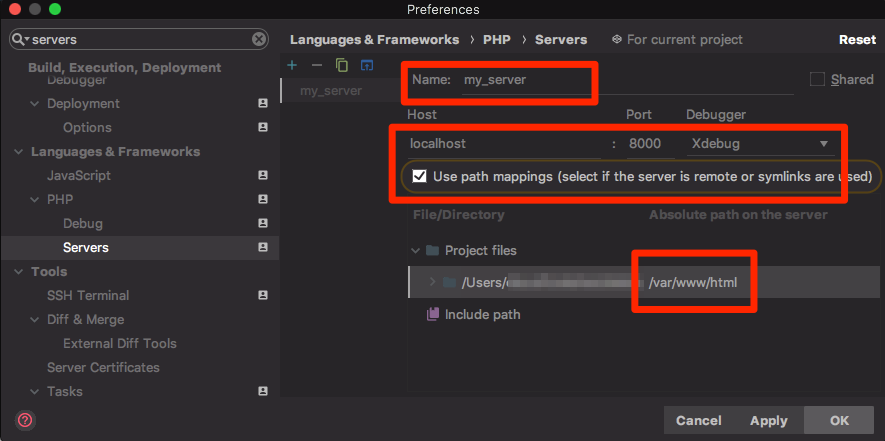 Preferences
servers
Languages & Frameworks › PHP › Servers For current project Reset
Build, Execution, Deployment
Debugger
Deployment
Options
Languages & Frameworks
JavaScript
PHP
Debug
Servers
Tools
SSH Terminal
Diff & Merge
External Diff Tools
Server Certificates
Tasks
my_server
Name: my_server Shared
Host Port Debugger
localhost : 8000 Xdebug
Use path mappings (select if the server is remote or symlinks are used)
File/Directory Absolute path on the server
Project files
/Users/ /var/www/html
Include path
? Cancel Apply OK